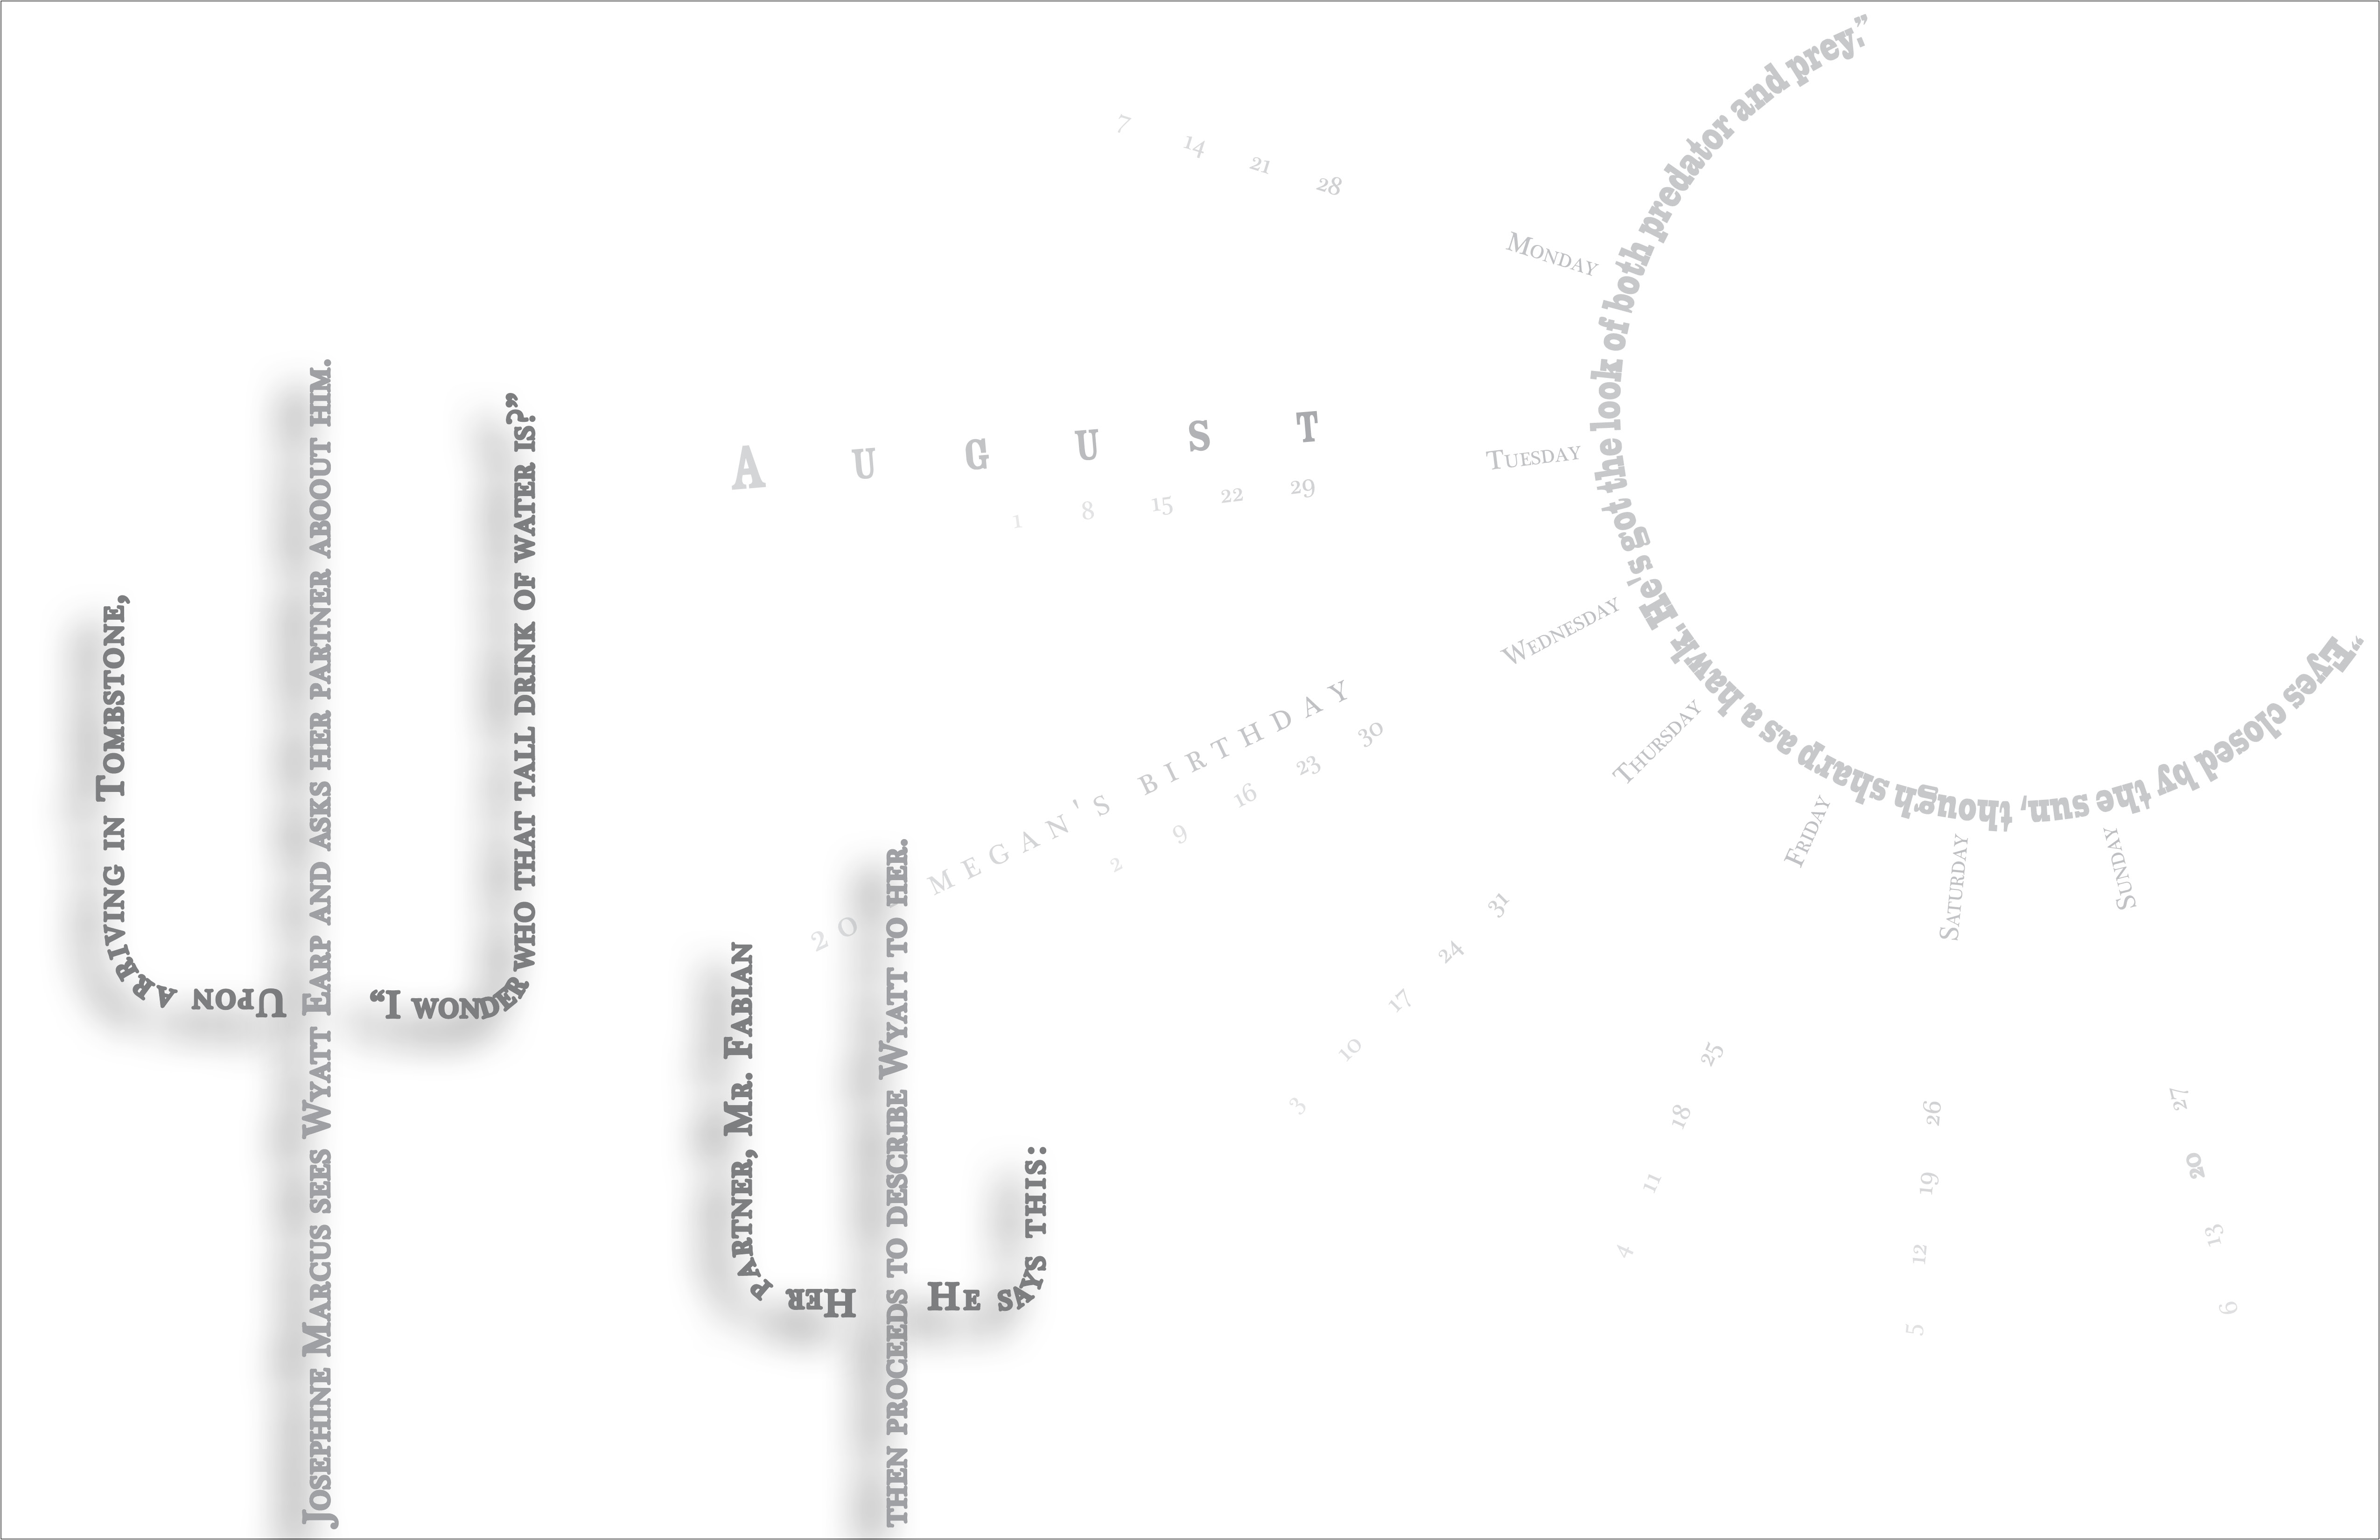 Upon arriving in Tombstone,
Josephine Marcus sees Wyatt Earp and asks her partner aboout him.
“I wonder who that tall drink of water is?”
Her partner, Mr. Fabian
then proceeds to describe Wyatt to her.
He says this:
“Eyes closed by the sun, though sharp as a hawk. He's got the look of both predator and prey.”
AUGUST
20 - MEGAN'S BIRTHDAY
Monday
7 14 21 28
Tuesday
1 8 15 22 29
Wednesday
2 9 16 23 30
Thursday
3 10 17 24 31
Friday
4 11 18 25
Saturday
5 12 19 26
Sunday
6 13 20 27